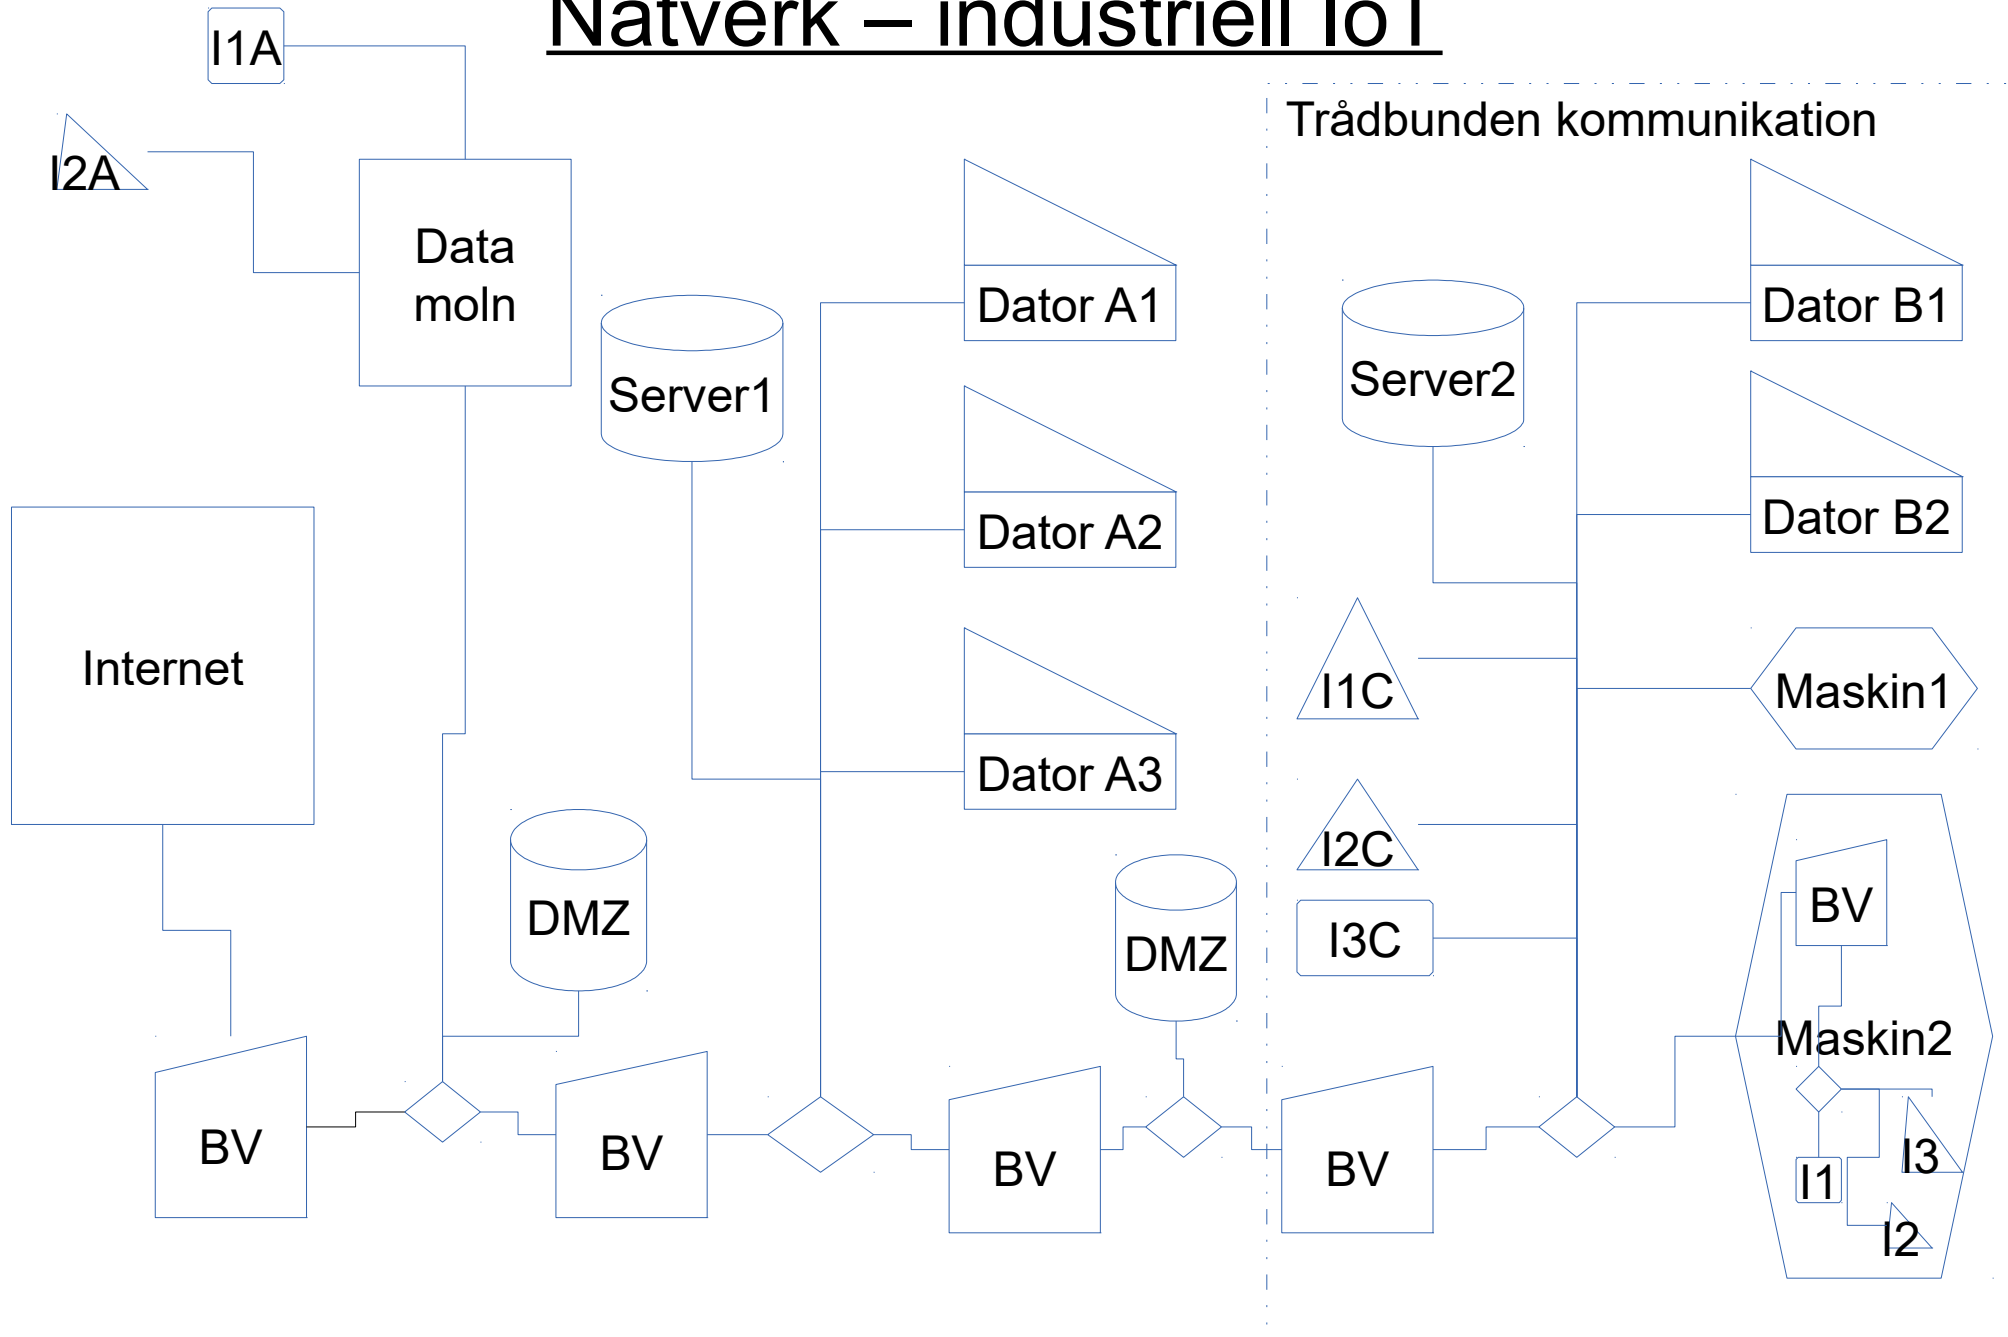 Nätverk – industriell IoT
I1A
Trådbunden kommunikation
I2A
Data
moln
Dator A1
Dator B1
Server1
Server2
Dator A2
Dator B2
Internet
I1C
Maskin1
Dator A3
I2C
DMZ
DMZ
I3C
BV
Maskin2
BV
BV
BV
BV
I3
I1
I2